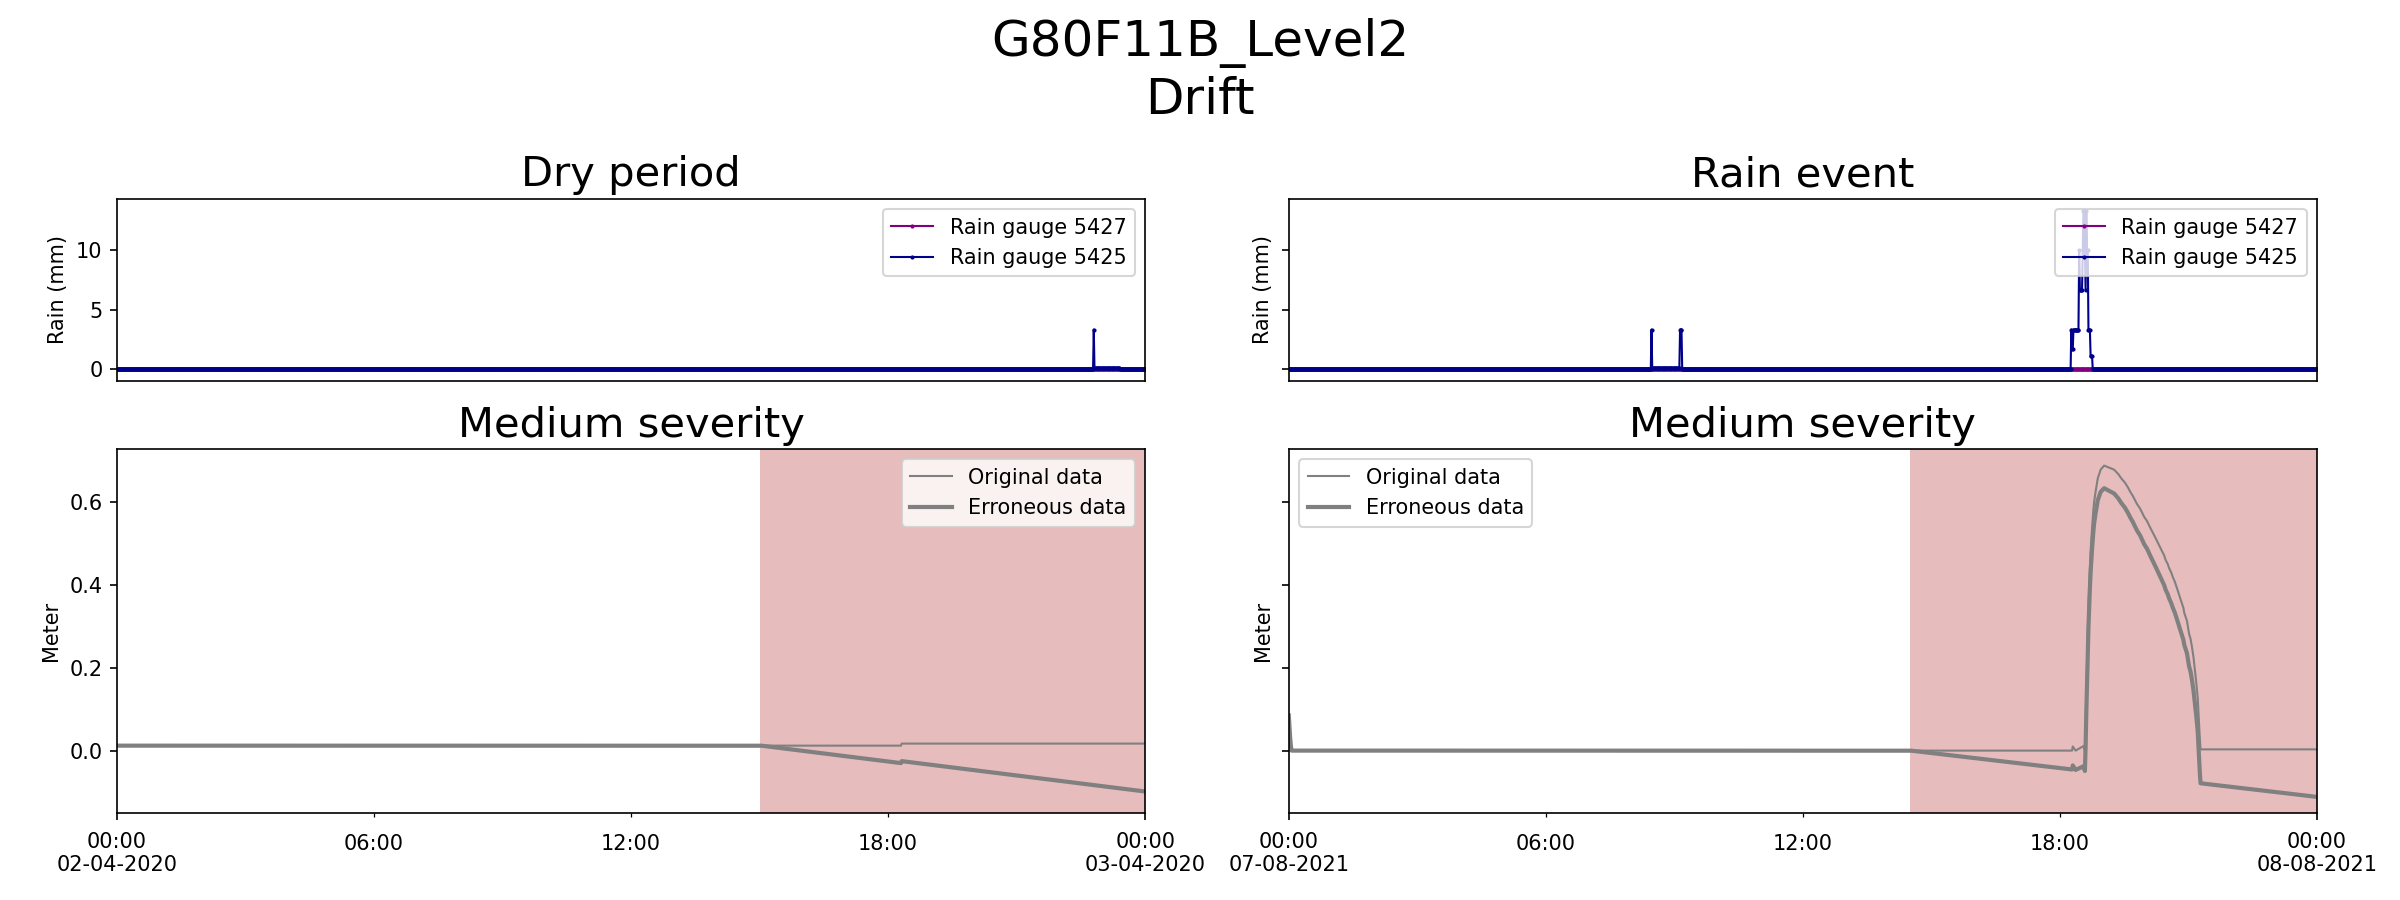 G80F11B_Level2
Drift
Dry period
Rain event
Rain (mm)
10
5
0
Rain gauge 5427
Rain gauge 5425
Rain (mm)
Rain gauge 5427
Rain gauge 5425
Medium severity
Medium severity
Meter
0.6
0.4
0.2
0.0
Original data
Erroneous data
Meter
Original data
Erroneous data
00:00
02-04-2020
06:00
12:00
18:00
00:00
03-04-2020
00:00
07-08-2021
06:00
12:00
18:00
00:00
08-08-2021